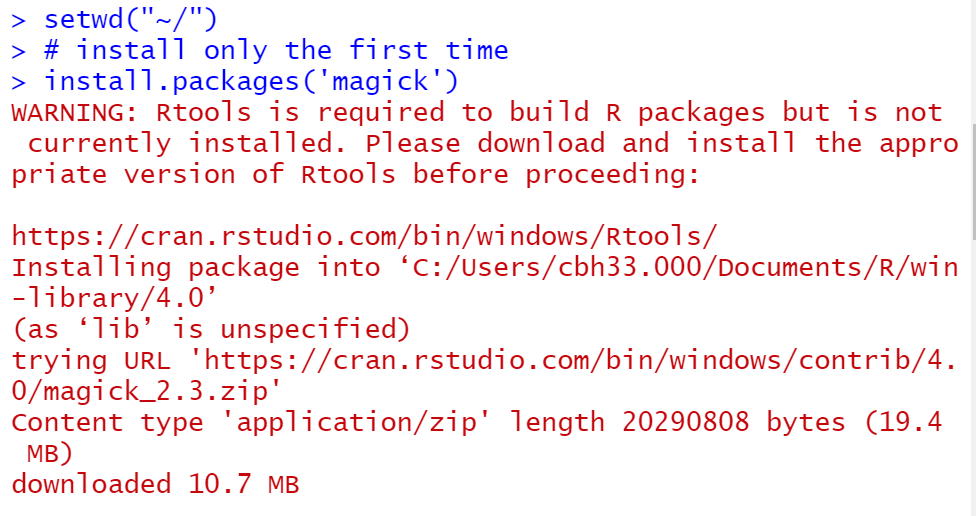 > setwd("~/")
> # install only the first time
> install.packages('magick')
WARNING: Rtools is required to build R packages but is not
 currently installed. Please download and install the appro
priate version of Rtools before proceeding:

https://cran.rstudio.com/bin/windows/Rtools/
Installing package into ‘C:/Users/cbh33.000/Documents/R/win
-library/4.0’
(as ‘lib’ is unspecified)
trying URL 'https://cran.rstudio.com/bin/windows/contrib/4.
0/magick_2.3.zip'
Content type 'application/zip' length 20290808 bytes (19.4
 MB)
downloaded 10.7 MB